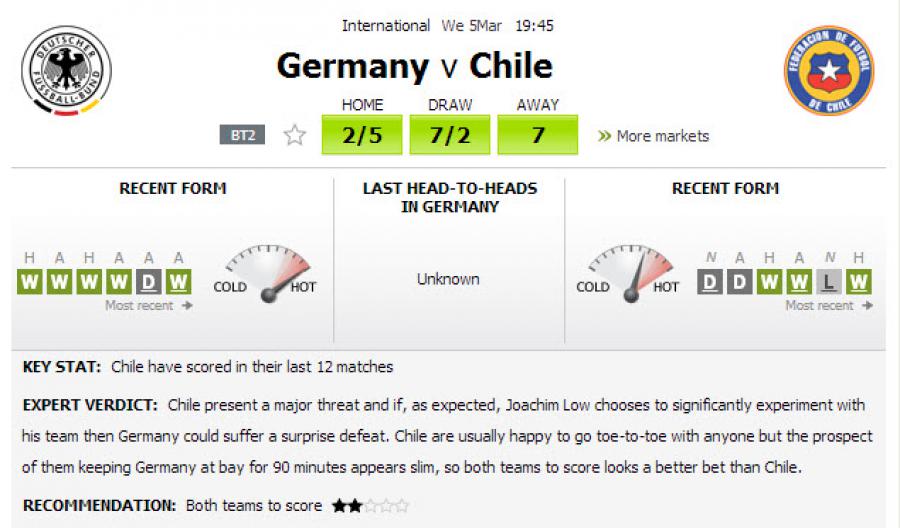 International We 5Mar 19:45
Germany v Chile
DEUTSCHER FUSSBALL-BUND
FEDERACION DE FUTBOL DE CHILE
HOME DRAW AWAY
BT2 2/5 7/2 7 More markets
RECENT FORM
H A H A A A
W W W W D W
Most recent
COLD HOT
LAST HEAD-TO-HEADS
IN GERMANY
Unknown
RECENT FORM
COLD HOT
N A H A N H
D D W W L W
Most recent
KEY STAT: Chile have scored in their last 12 matches
EXPERT VERDICT: Chile present a major threat and if, as expected, Joachim Low chooses to significantly experiment with
his team then Germany could suffer a surprise defeat. Chile are usually happy to go toe-to-toe with anyone but the prospect
of them keeping Germany at bay for 90 minutes appears slim, so both teams to score looks a better bet than Chile.
RECOMMENDATION: Both teams to score